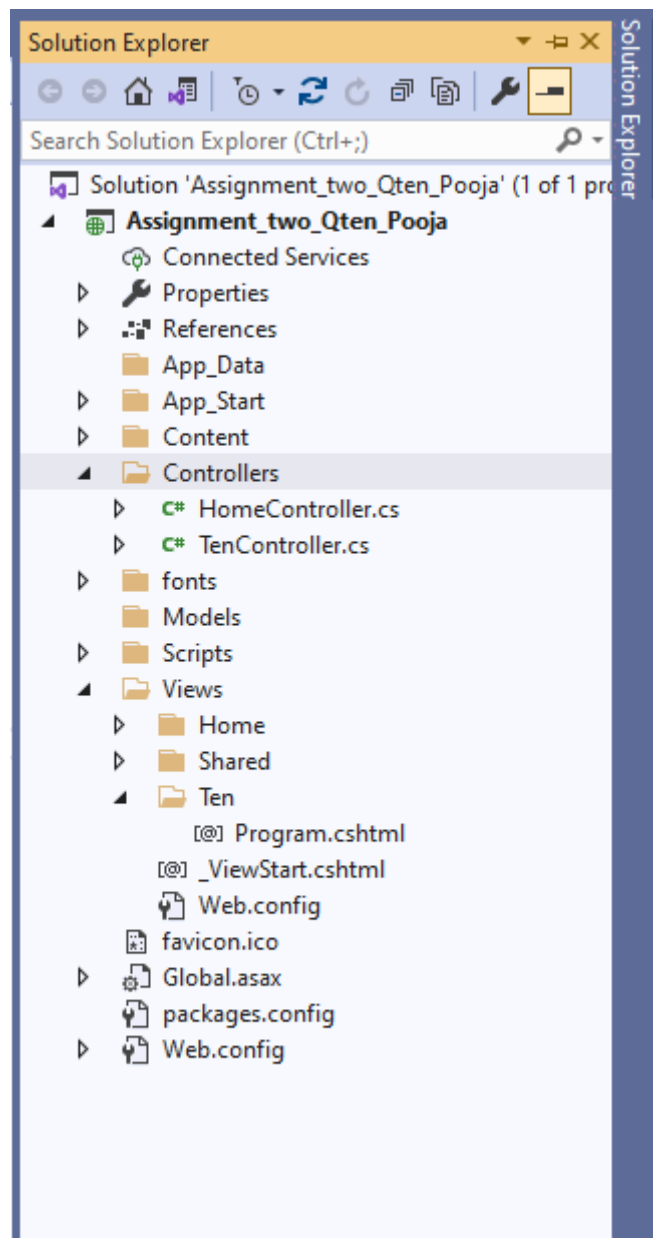 Solution Explorer
Search Solution Explorer (Ctrl+;)
Solution 'Assignment_two_Qten_Pooja' (1 of 1 pro
Assignment_two_Qten_Pooja
Connected Services
Properties
References
App_Data
App_Start
Content
Controllers
C# HomeController.cs
C# TenController.cs
fonts
Models
Scripts
Views
Home
Shared
Ten
[@] Program.cshtml
[@] _ViewStart.cshtml
Web.config
favicon.ico
Global.asax
packages.config
Web.config
Solution Explorer